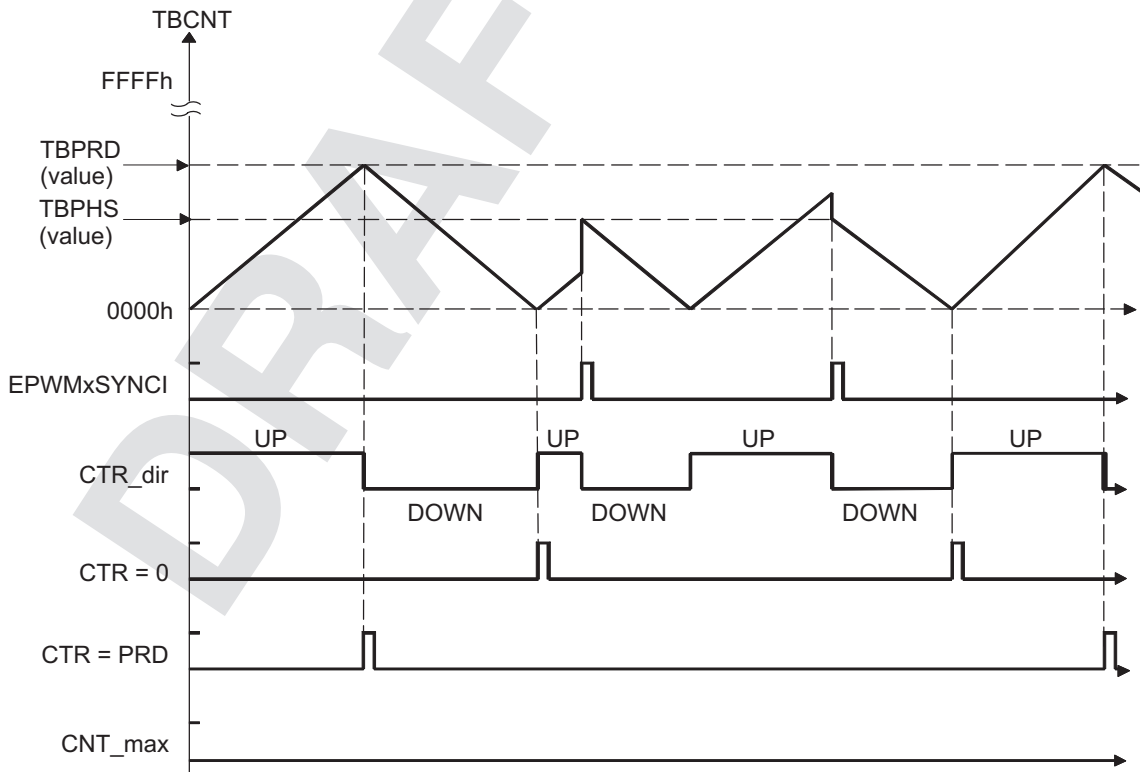 TBCNT
FFFFh
TBPRD
(value)
TBPHS
(value)
0000h
EPWMxSYNCI
UP
UP
UP
UP
CTR_dir
DOWN
DOWN
DOWN
CTR = 0
CTR = PRD
CNT_max
DRAF